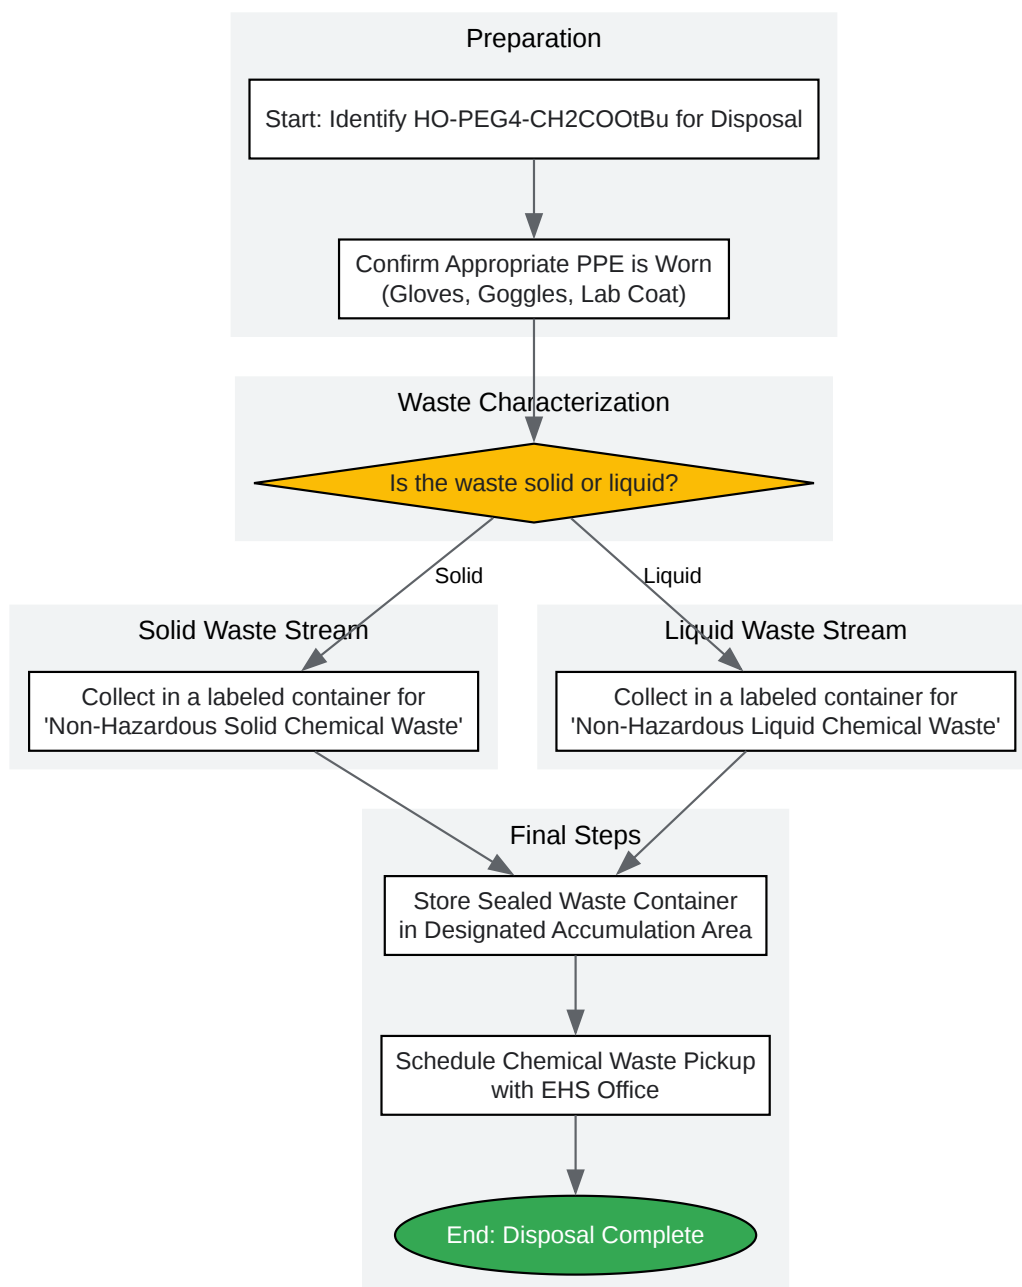 Preparation
Start: Identify HO-PEG4-CH2COOtBu for Disposal
Confirm Appropriate PPE is Worn
(Gloves, Goggles, Lab Coat)
Waste Characterization
Is the waste solid or liquid?
Solid
Liquid
Solid Waste Stream
Collect in a labeled container for
'Non-Hazardous Solid Chemical Waste'
Liquid Waste Stream
Collect in a labeled container for
'Non-Hazardous Liquid Chemical Waste'
Final Steps
Store Sealed Waste Container
in Designated Accumulation Area
Schedule Chemical Waste Pickup
with EHS Office
End: Disposal Complete